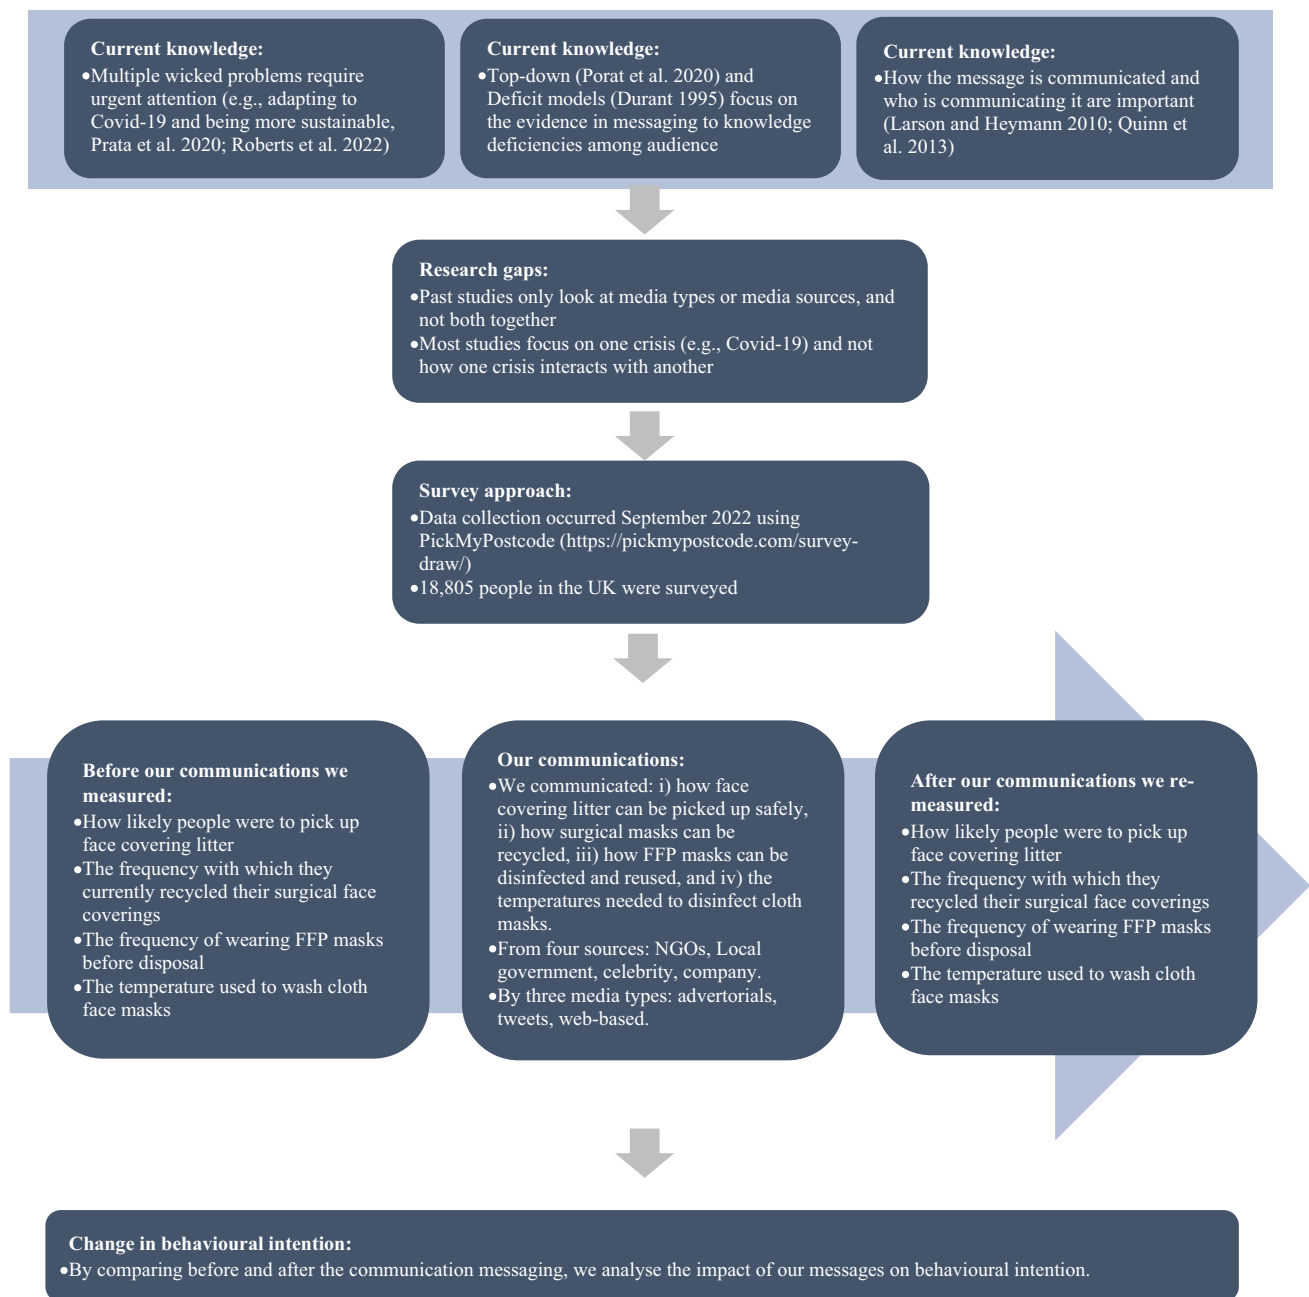 Current knowledge:
•Multiple wicked problems require
urgent attention (e.g., adapting to
Covid-19 and being more sustainable,
Prata et al. 2020; Roberts et al. 2022)
Current knowledge:
•Top-down (Porat et al. 2020) and
Deficit models (Durant 1995) focus on
the evidence in messaging to knowledge
deficiencies among audience
Current knowledge:
•How the message is communicated and
who is communicating it are important
(Larson and Heymann 2010; Quinn et
al. 2013)
Research gaps:
•Past studies only look at media types or media sources, and
not both together
•Most studies focus on one crisis (e.g., Covid-19) and not
how one crisis interacts with another
Survey approach:
•Data collection occurred September 2022 using
PickMyPostcode (https://pickmypostcode.com/survey-
draw/)
•18,805 people in the UK were surveyed
Before our communications we
measured:
•How likely people were to pick up
face covering litter
•The frequency with which they
currently recycled their surgical face
coverings
•The frequency of wearing FFP masks
before disposal
•The temperature used to wash cloth
face masks
Our communications:
•We communicated: i) how face
covering litter can be picked up safely,
ii) how surgical masks can be
recycled, iii) how FFP masks can be
disinfected and reused, and iv) the
temperatures needed to disinfect cloth
masks.
•From four sources: NGOs, Local
government, celebrity, company.
•By three media types: advertorials,
tweets, web-based.
After our communications we re-
measured:
•How likely people were to pick up
face covering litter
•The frequency with which they
recycled their surgical face coverings
•The frequency of wearing FFP masks
before disposal
•The temperature used to wash cloth
face masks
Change in behavioural intention:
•By comparing before and after the communication messaging, we analyse the impact of our messages on behavioural intention.